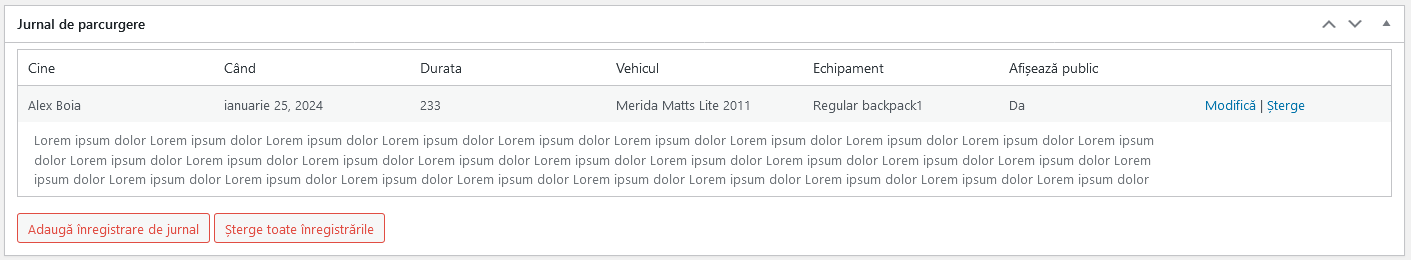 Jurnal de parcurgere
Cine Când Durata Vehicul Echipament Afișează public
Alex Boia ianuarie 25, 2024 233 Merida Matts Lite 2011 Regular backpack1 Da Modifică | Șterge
Lorem ipsum dolor Lorem ipsum dolor Lorem ipsum dolor Lorem ipsum dolor Lorem ipsum dolor Lorem ipsum dolor Lorem ipsum dolor Lorem ipsum dolor Lorem ipsum dolor Lorem ipsum
dolor Lorem ipsum dolor Lorem ipsum dolor Lorem ipsum dolor Lorem ipsum dolor Lorem ipsum dolor Lorem ipsum dolor Lorem ipsum dolor Lorem ipsum dolor Lorem ipsum dolor Lorem
ipsum dolor Lorem ipsum dolor Lorem ipsum dolor Lorem ipsum dolor Lorem ipsum dolor Lorem ipsum dolor Lorem ipsum dolor Lorem ipsum dolor Lorem ipsum dolor Lorem ipsum dolor
Adaugă înregistrare de jurnal Șterge toate înregistrările